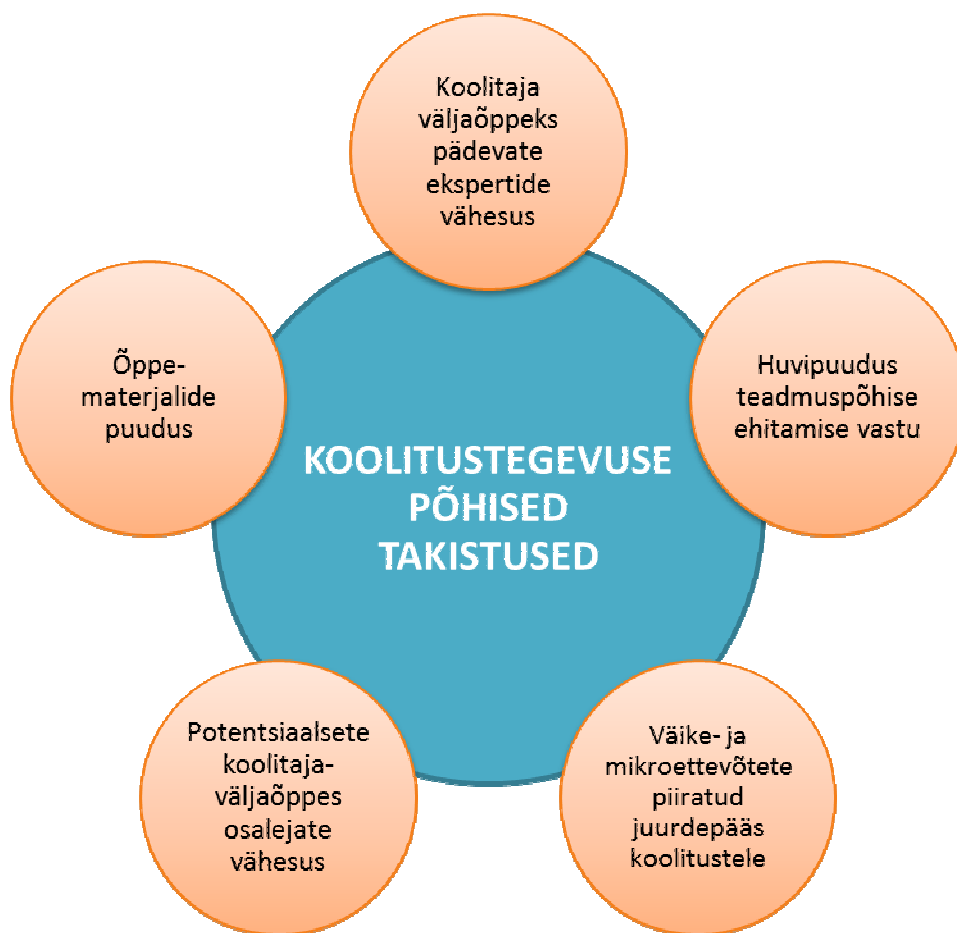 Koolitaja
väljaõppeks
pädevate
ekspertide
vähesus
Huvipuudus
teadmuspõhise
ehitamise vastu
Väike- ja
mikroettevõtete
piiratud
juurdepääs
koolitustele
Potentsiaalsete
koolitaja-
väljaõppes
osalejate
vähesus
Õppe-
materjalide
puudus
KOOLITUSTEGEVUSE
PÕHISED
TAKISTUSED